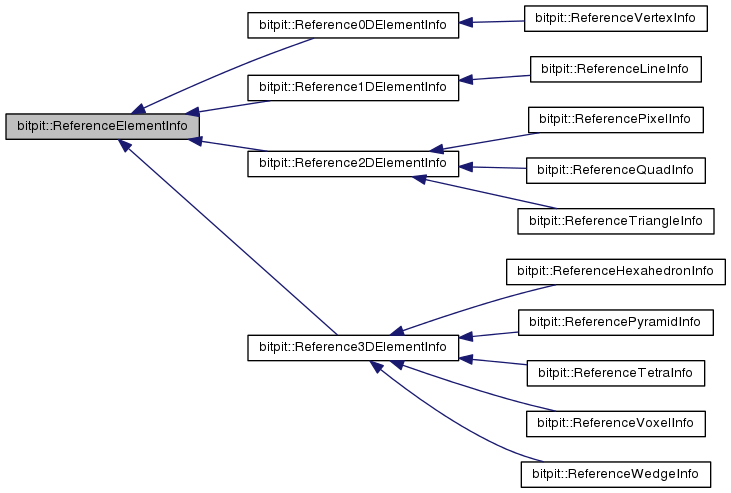 bitpit::ReferenceElementInfo
bitpit::Reference0DElementInfo
bitpit::ReferenceVertexInfo
bitpit::Reference1DElementInfo
bitpit::ReferenceLineInfo
bitpit::Reference2DElementInfo
bitpit::ReferencePixelInfo
bitpit::ReferenceQuadInfo
bitpit::ReferenceTriangleInfo
bitpit::Reference3DElementInfo
bitpit::ReferenceHexahedronInfo
bitpit::ReferencePyramidInfo
bitpit::ReferenceTetraInfo
bitpit::ReferenceVoxelInfo
bitpit::ReferenceWedgeInfo